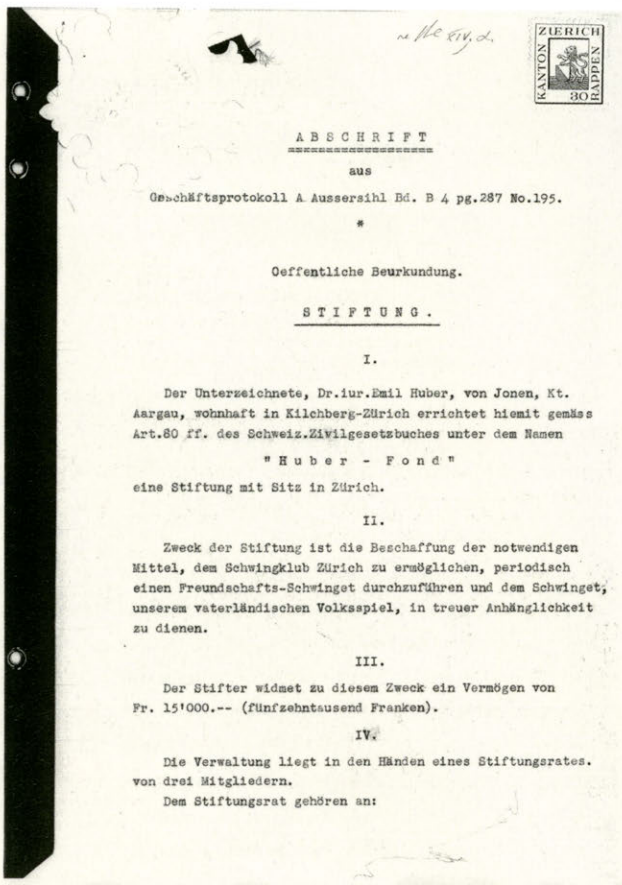 KANTON ZUERICH 30 RAPPEN
A B S C H R I F T
aus
Geschäftsprotokoll A Aussersihl Bd. B 4 pg.287 No.195.
*
Oeffentliche Beurkundung.
S T I F T U N G .
I.
Der Unterzeichnete, Dr.iur.Emil Huber, von Jonen, Kt.
Aargau, wohnhaft in Kilchberg-Zürich errichtet hiemit gemäss
Art.80 ff. des Schweiz.Zivilgesetzbuches unter dem Namen
" H u b e r - F o n d "
eine Stiftung mit Sitz in Zürich.
II.
Zweck der Stiftung ist die Beschaffung der notwendigen
Mittel, dem Schwingklub Zürich zu ermöglichen, periodisch
einen Freundschafts-Schwinget durchzuführen und dem Schwinget,
unserem vaterländischen Volksspiel, in treuer Anhänglichkeit
zu dienen.
III.
Der Stifter widmet zu diesem Zweck ein Vermögen von
Fr. 15'000.-- (fünfzehntausend Franken).
IV.
Die Verwaltung liegt in den Händen eines Stiftungsrates.
von drei Mitgliedern.
Dem Stiftungsrat gehören an: